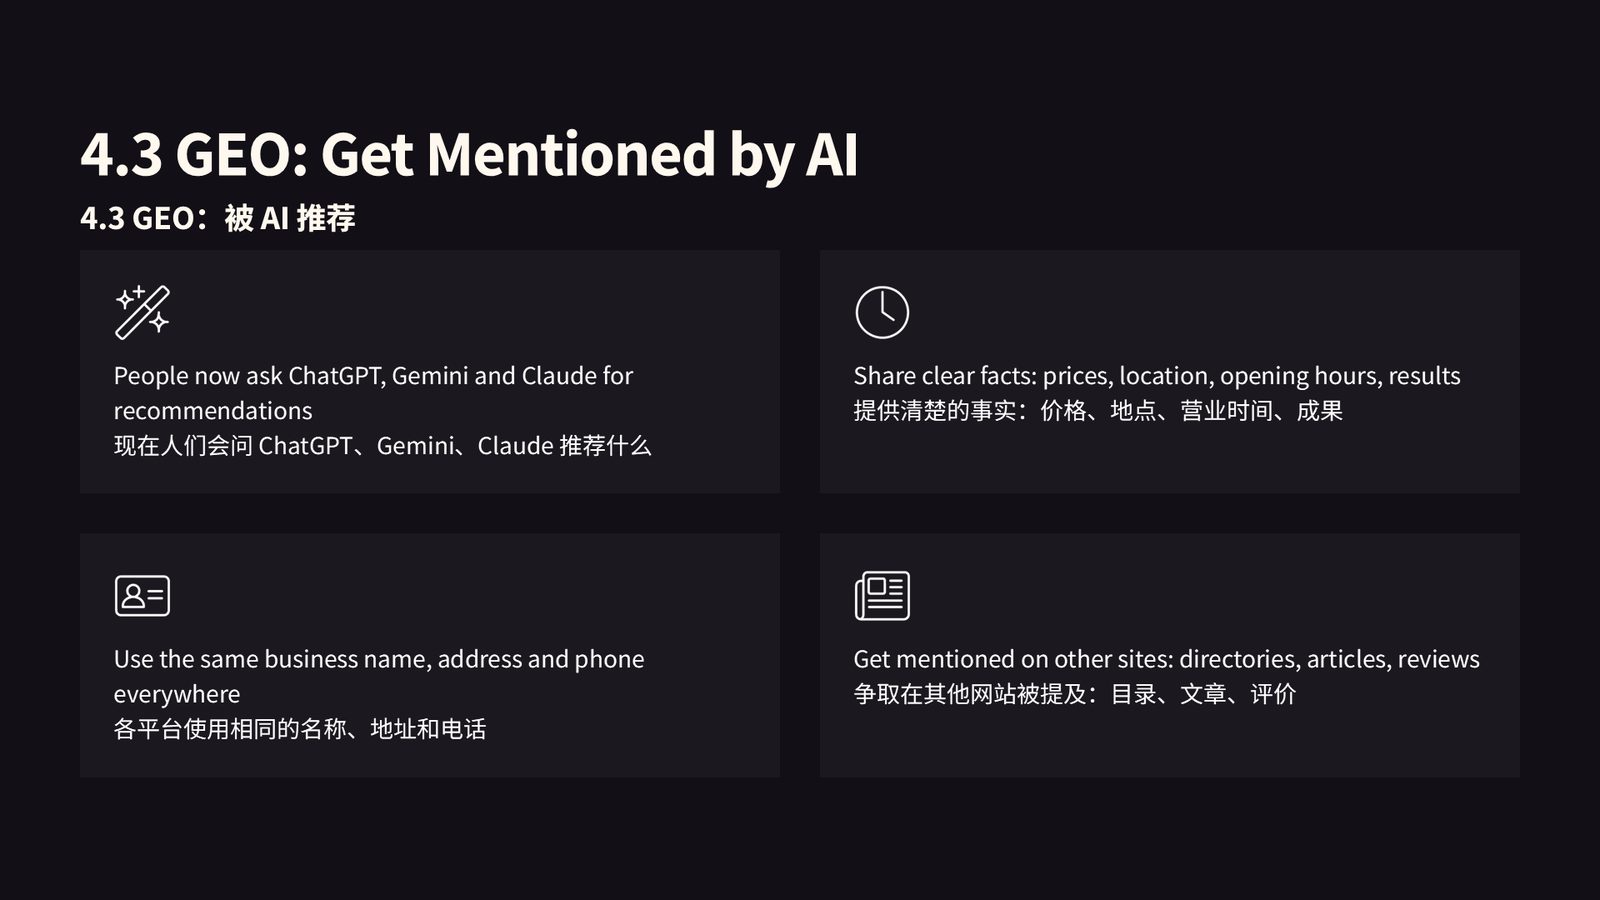 4.3 GEO: Get Mentioned by AI
4.3 GEO：被 AI 推荐
People now ask ChatGPT, Gemini and Claude for
recommendations
现在人们会问 ChatGPT、Gemini、Claude 推荐什么
Share clear facts: prices, location, opening hours, results
提供清楚的事实：价格、地点、营业时间、成果
Use the same business name, address and phone
everywhere
各平台使用相同的名称、地址和电话
Get mentioned on other sites: directories, articles, reviews
争取在其他网站被提及：目录、文章、评价